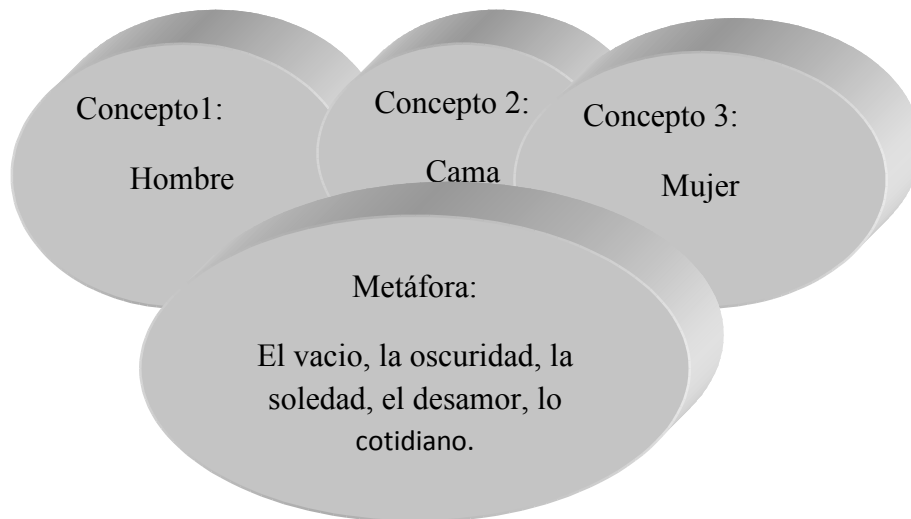 Concepto1:
Hombre
Concepto 2:
Cama
Concepto 3:
Mujer
Metáfora:
El vacio, la oscuridad, la
soledad, el desamor, lo
cotidiano.